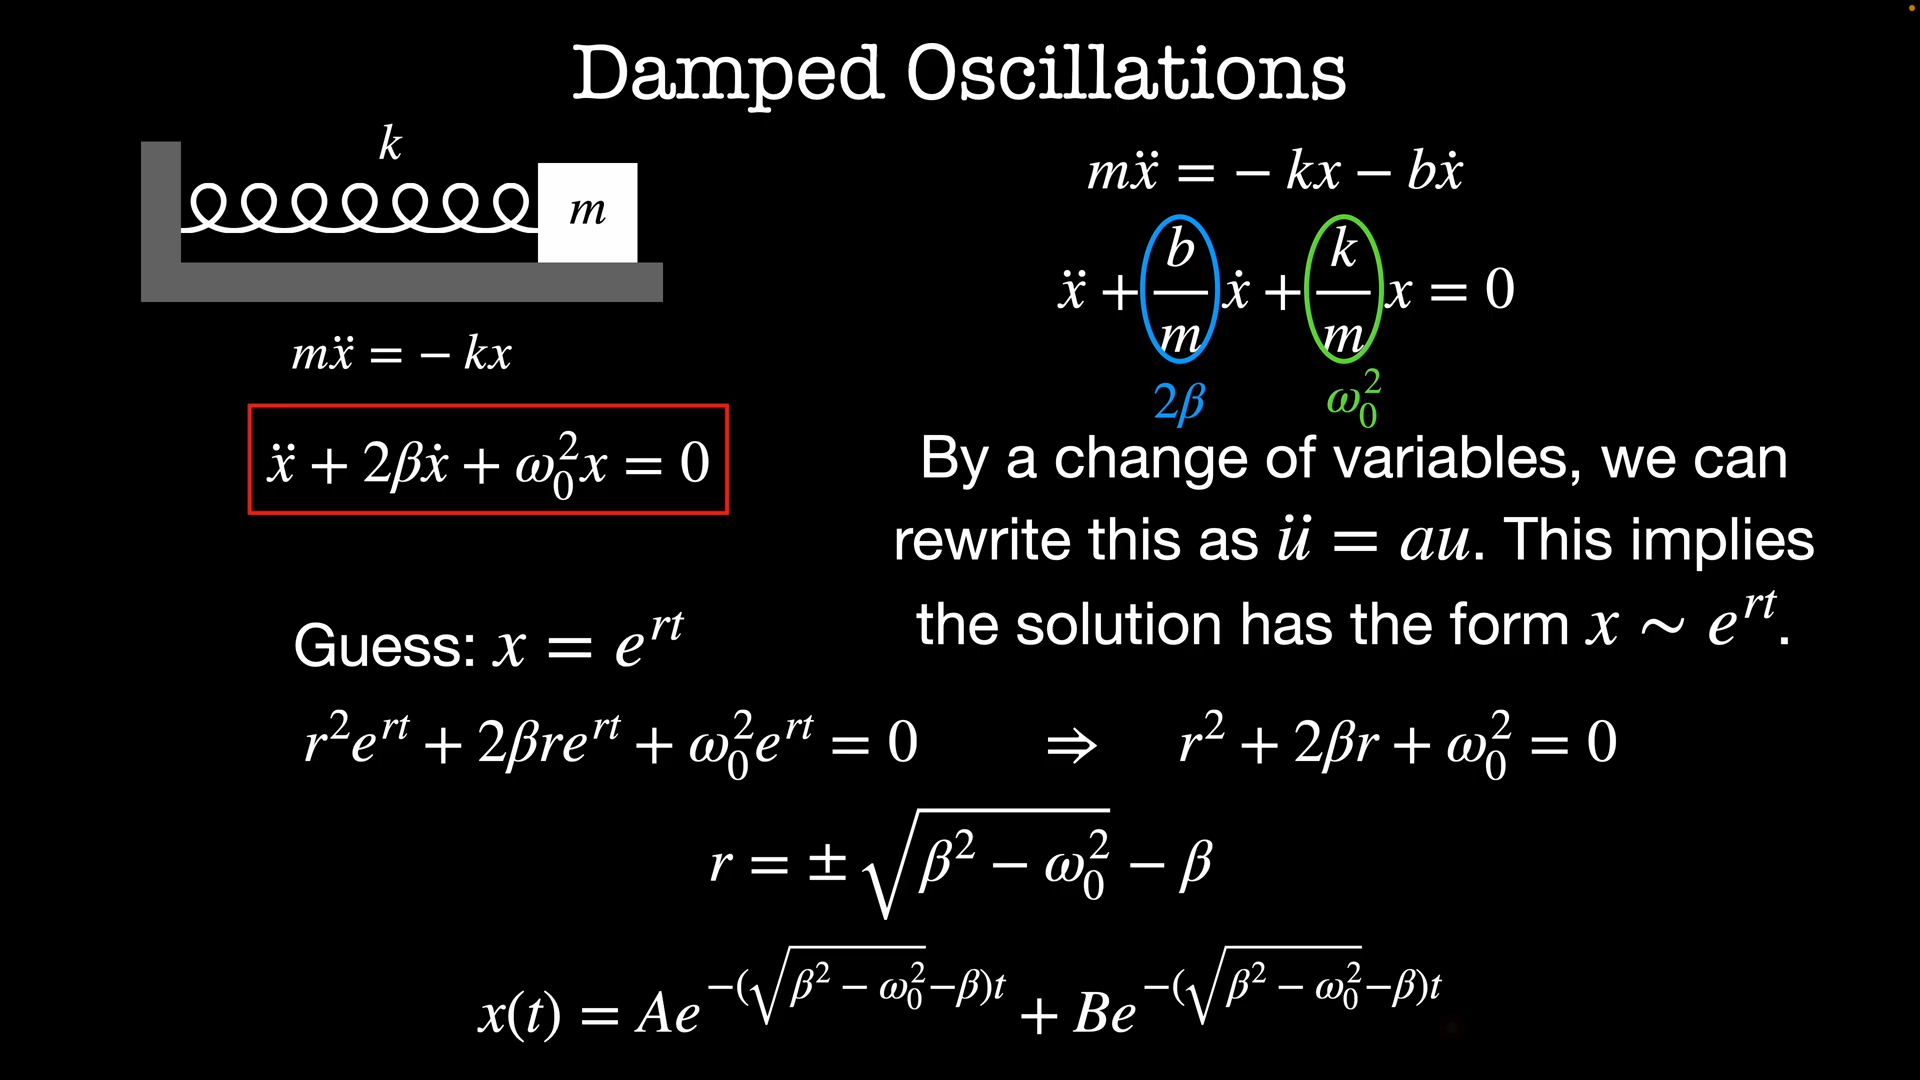 Damped Oscillations
k
m
mẍ = − kx
ẍ + 2βẋ + ω₀²x = 0
mẍ = − kx − bẋ
ẍ + b/m ẋ + k/m x = 0
2β ω₀²
By a change of variables, we can
rewrite this as ü = au. This implies
the solution has the form x ∼ e^{rt}.
Guess: x = e^{rt}
r²e^{rt} + 2βre^{rt} + ω₀²e^{rt} = 0 ⇒ r² + 2βr + ω₀² = 0
r = ± √(β² − ω₀²) − β
x(t) = Ae^{−(√(β² − ω₀²)−β)t} + Be^{−(√(β² − ω₀²)−β)t}